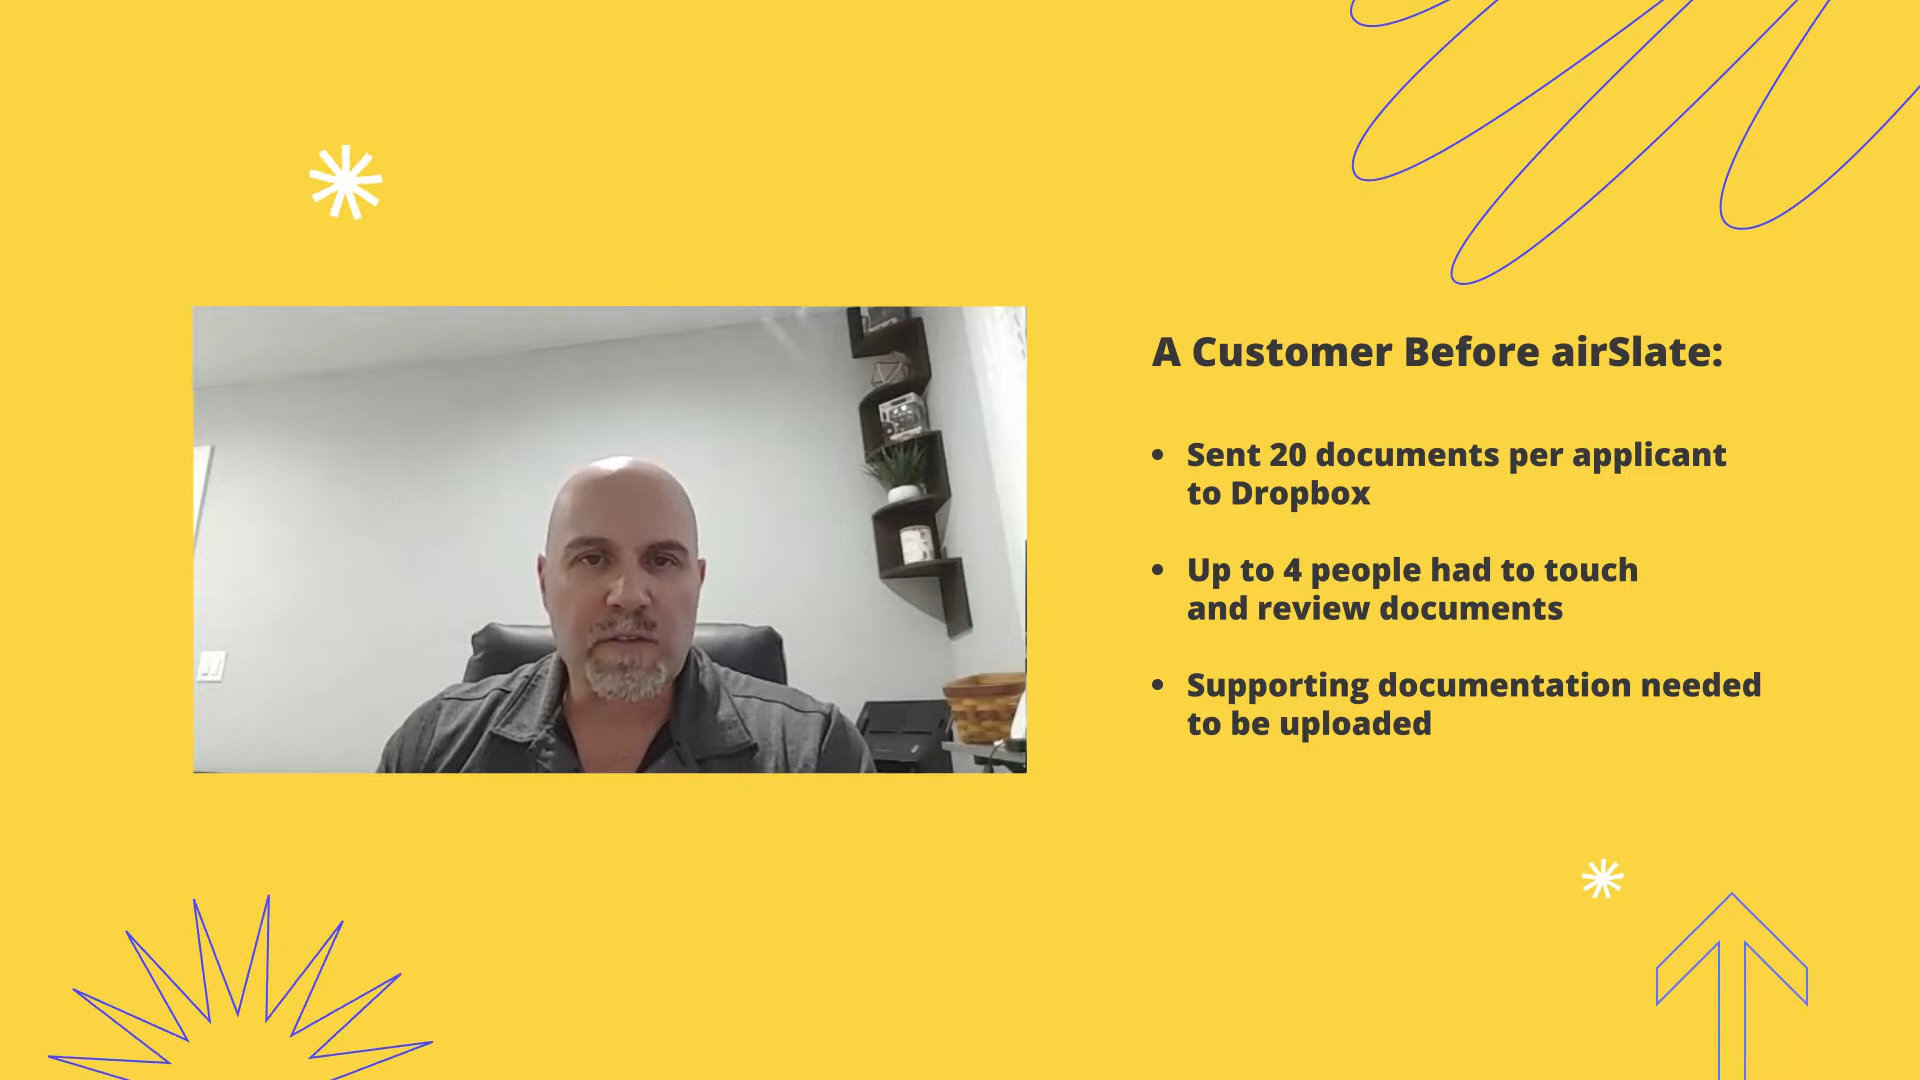 A Customer Before airSlate:
• Sent 20 documents per applicant
to Dropbox
• Up to 4 people had to touch
and review documents
• Supporting documentation needed
to be uploaded